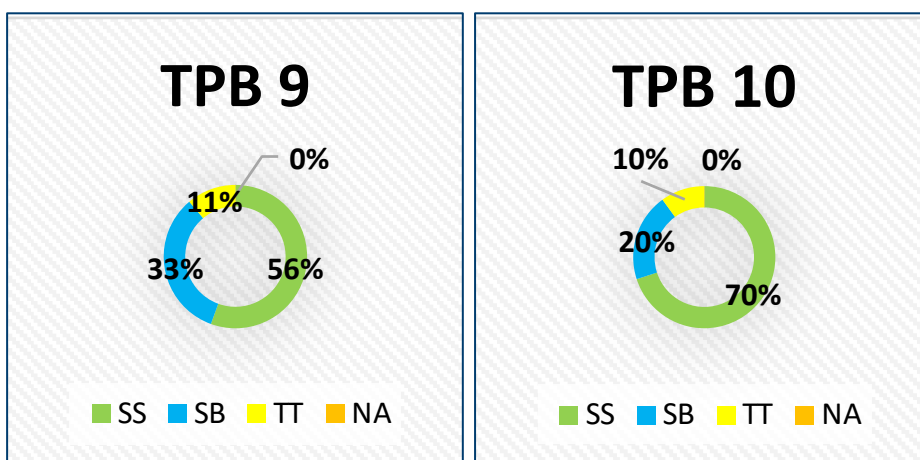 TPB 9
0%
11%
33%
56%
SS SB TT NA
TPB 10
10%
0%
20%
70%
SS SB TT NA